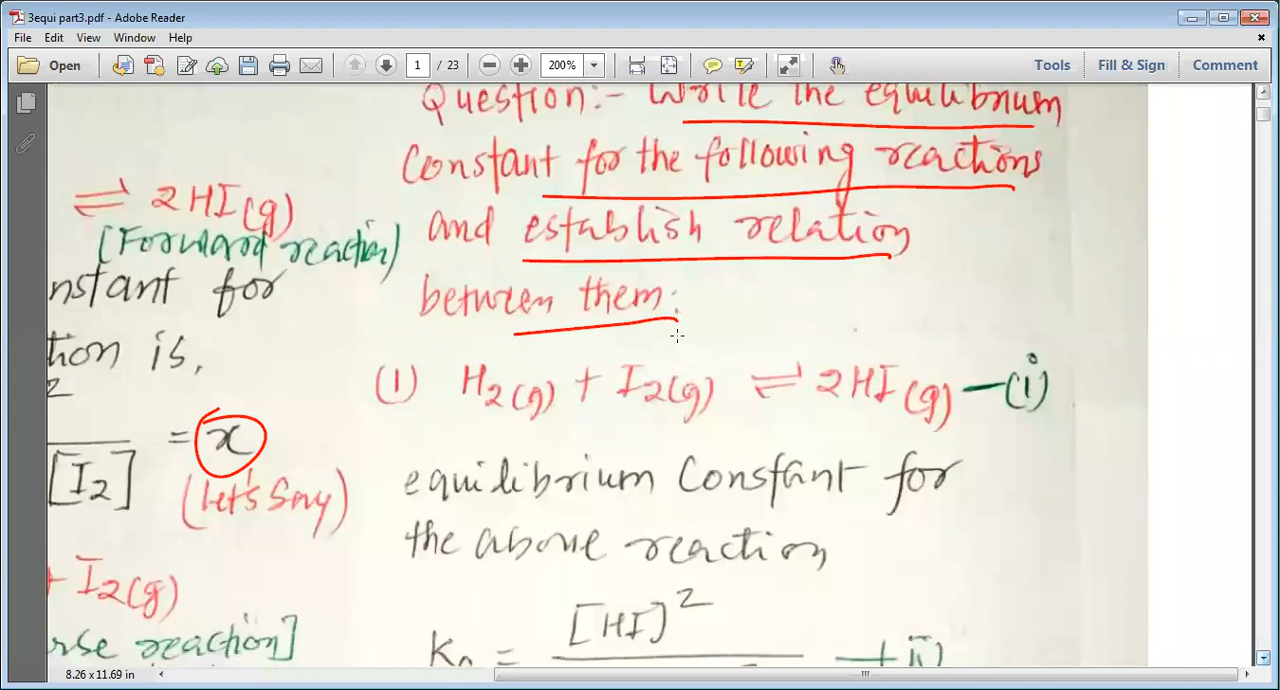 3equi part3.pdf - Adobe Reader
File Edit View Window Help
Open 1 / 23 200% Tools Fill & Sign Comment
Question:- Write the equilibrium
Constant for the following reactions
and establish relation
between them:
(1) H2(g) + I2(g) ⇌ 2HI(g) —(i)
equilibrium Constant for
the above reaction
[HI]²
=
⇌ 2HI(g)
(Forward reaction)
nstant for
tion is,
2
[I2] = x
(Let's Say)
+ I2(g)
rse reaction]
8.26 x 11.69 in